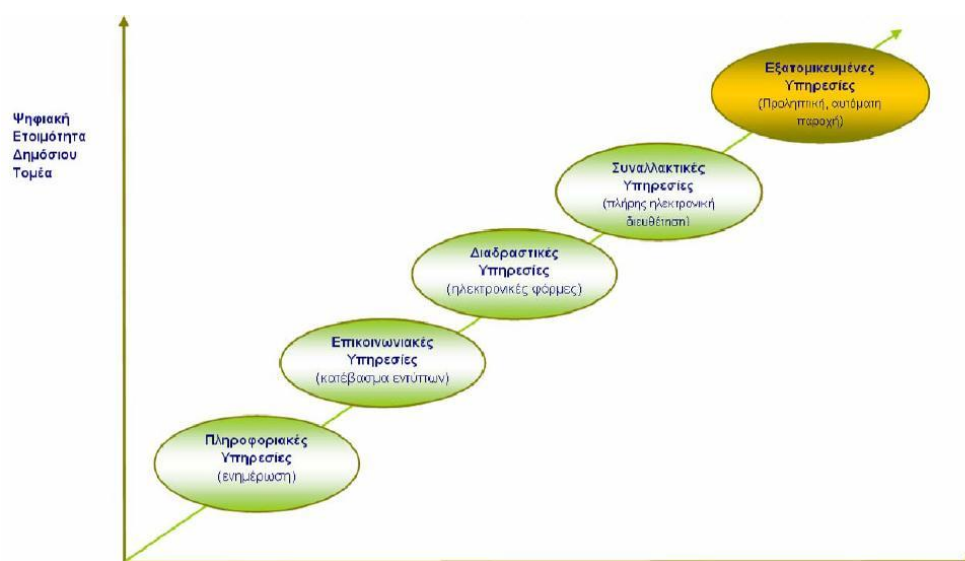 Εξατομικευμένες
Υπηρεσίες
(Προληπτική, αυτόματη
παροχή)
Ψηφιακή
Ετοιμότητα
Δημόσιου
Τομέα
Συναλλακτικές
Υπηρεσίες
(πλήρης ηλεκτρονική
διευθέτηση)
Διαδραστικές
Υπηρεσίες
(ηλεκτρονικές φόρμες)
Επικοινωνιακές
Υπηρεσίες
(κατέβασμα εντύπων)
Πληροφοριακές
Υπηρεσίες
(ενημέρωση)